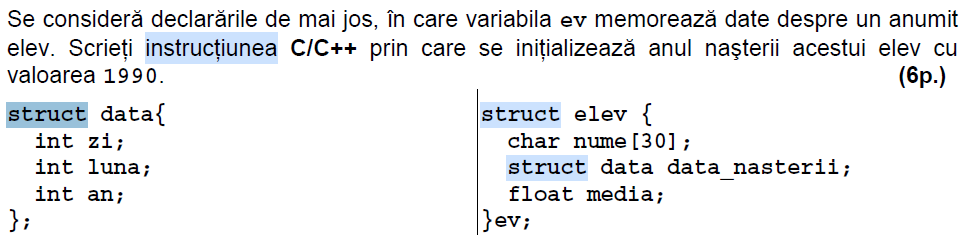 Se consideră declarările de mai jos, în care variabila ev memorează date despre un anumit
elev. Scrieți instrucțiunea C/C++ prin care se inițializează anul naşterii acestui elev cu
valoarea 1990. (6p.)
struct data{
int zi;
int luna;
int an;
};
struct elev {
char nume[30];
struct data data_nasterii;
float media;
}ev;